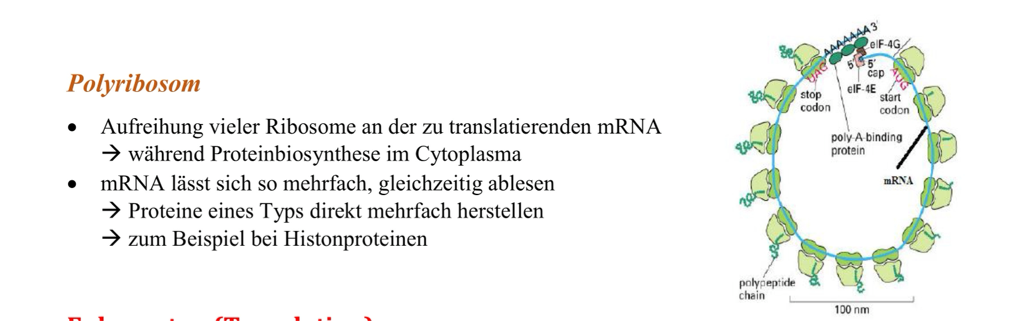 Polyribosom
• Aufreihung vieler Ribosome an der zu translatierenden mRNA
→ während Proteinbiosynthese im Cytoplasma
• mRNA lässt sich so mehrfach, gleichzeitig ablesen
→ Proteine eines Typs direkt mehrfach herstellen
→ zum Beispiel bei Histonproteinen
AAAAAAA 3'
eIF-4G
5'
5'
cap
eIF-4E
UAG
AUG
stop
codon
start
codon
poly-A-binding
protein
mRNA
polypeptide
chain
100 nm